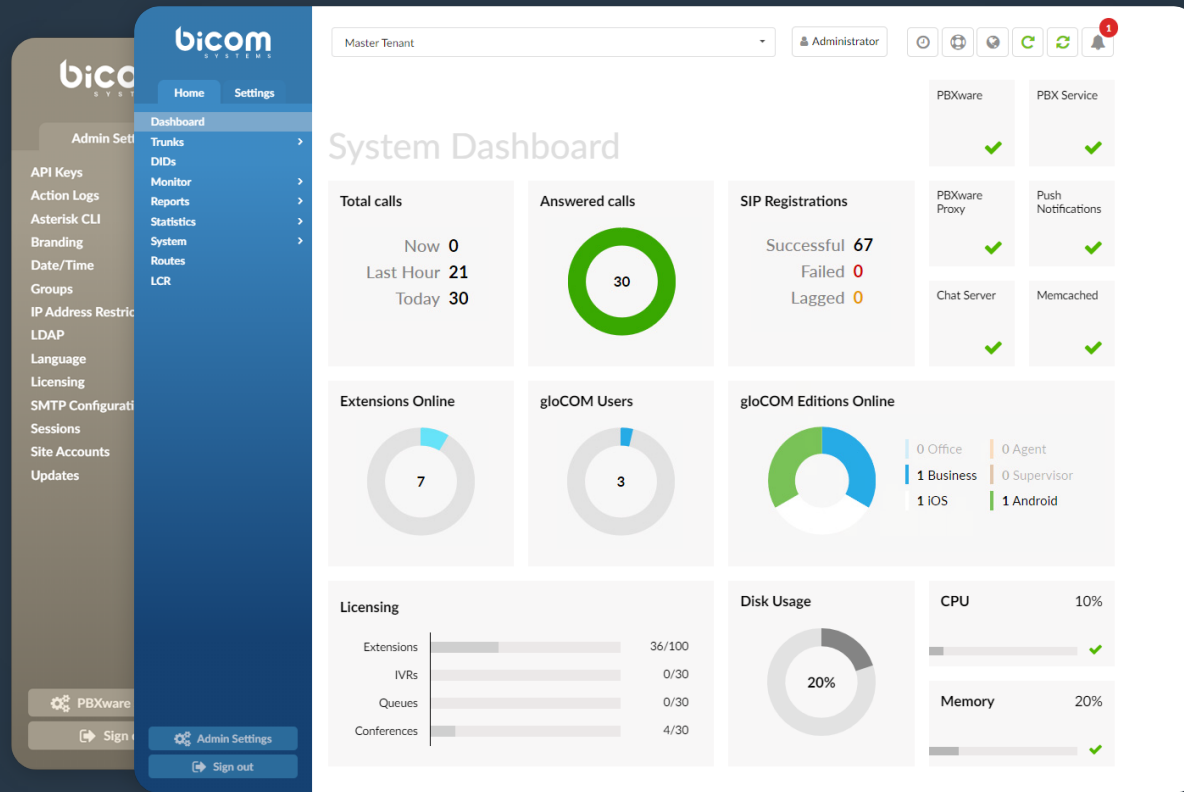 bico
SYST
Admin Sett
API Keys
Action Logs
Asterisk CLI
Branding
Date/Time
Groups
IP Address Restric
LDAP
Language
Licensing
SMTP Configurati
Sessions
Site Accounts
Updates
PBXware
Sign
bicom
SYSTEMS
Home Settings
Dashboard
Trunks
DIDs
Monitor
Reports
Statistics
System
Routes
LCR
Admin Settings
Sign out
Master Tenant
Administrator
1
System Dashboard
PBXware
PBX Service
Total calls
Now 0
Last Hour 21
Today 30
Answered calls
30
SIP Registrations
Successful 67
Failed 0
Lagged 0
PBXware
Proxy
Push
Notifications
Chat Server
Memcached
Extensions Online
7
gloCOM Users
3
gloCOM Editions Online
0 Office
0 Agent
1 Business
0 Supervisor
1 iOS
1 Android
Licensing
Extensions 36/100
IVRs 0/30
Queues 0/30
Conferences 4/30
Disk Usage
20%
CPU 10%
Memory 20%